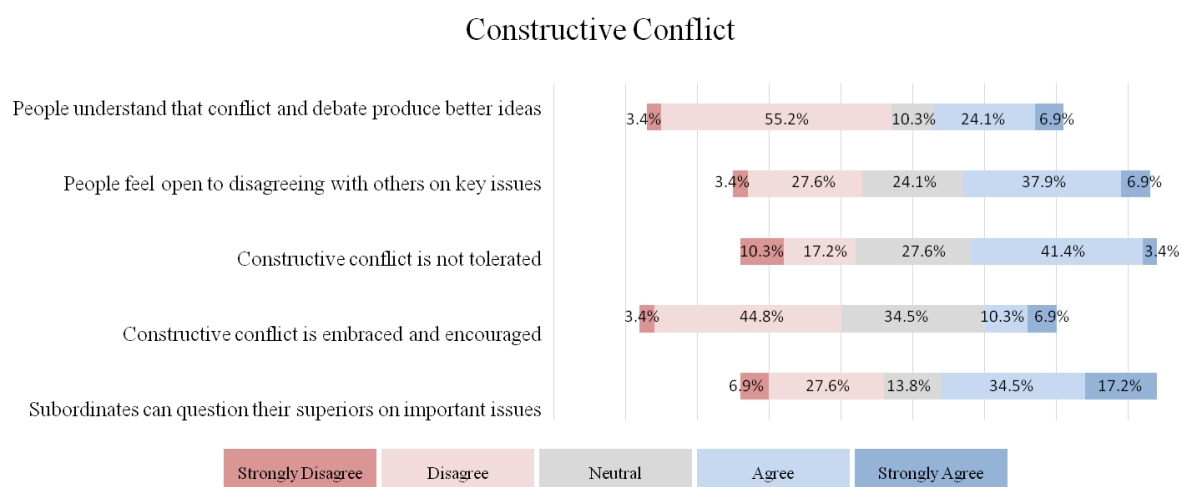 Constructive Conflict
People understand that conflict and debate produce better ideas
3.4% 55.2% 10.3% 24.1% 6.9%
People feel open to disagreeing with others on key issues
3.4% 27.6% 24.1% 37.9% 6.9%
Constructive conflict is not tolerated
10.3% 17.2% 27.6% 41.4% 3.4%
Constructive conflict is embraced and encouraged
3.4% 44.8% 34.5% 10.3% 6.9%
Subordinates can question their superiors on important issues
6.9% 27.6% 13.8% 34.5% 17.2%
Strongly Disagree Disagree Neutral Agree Strongly Agree